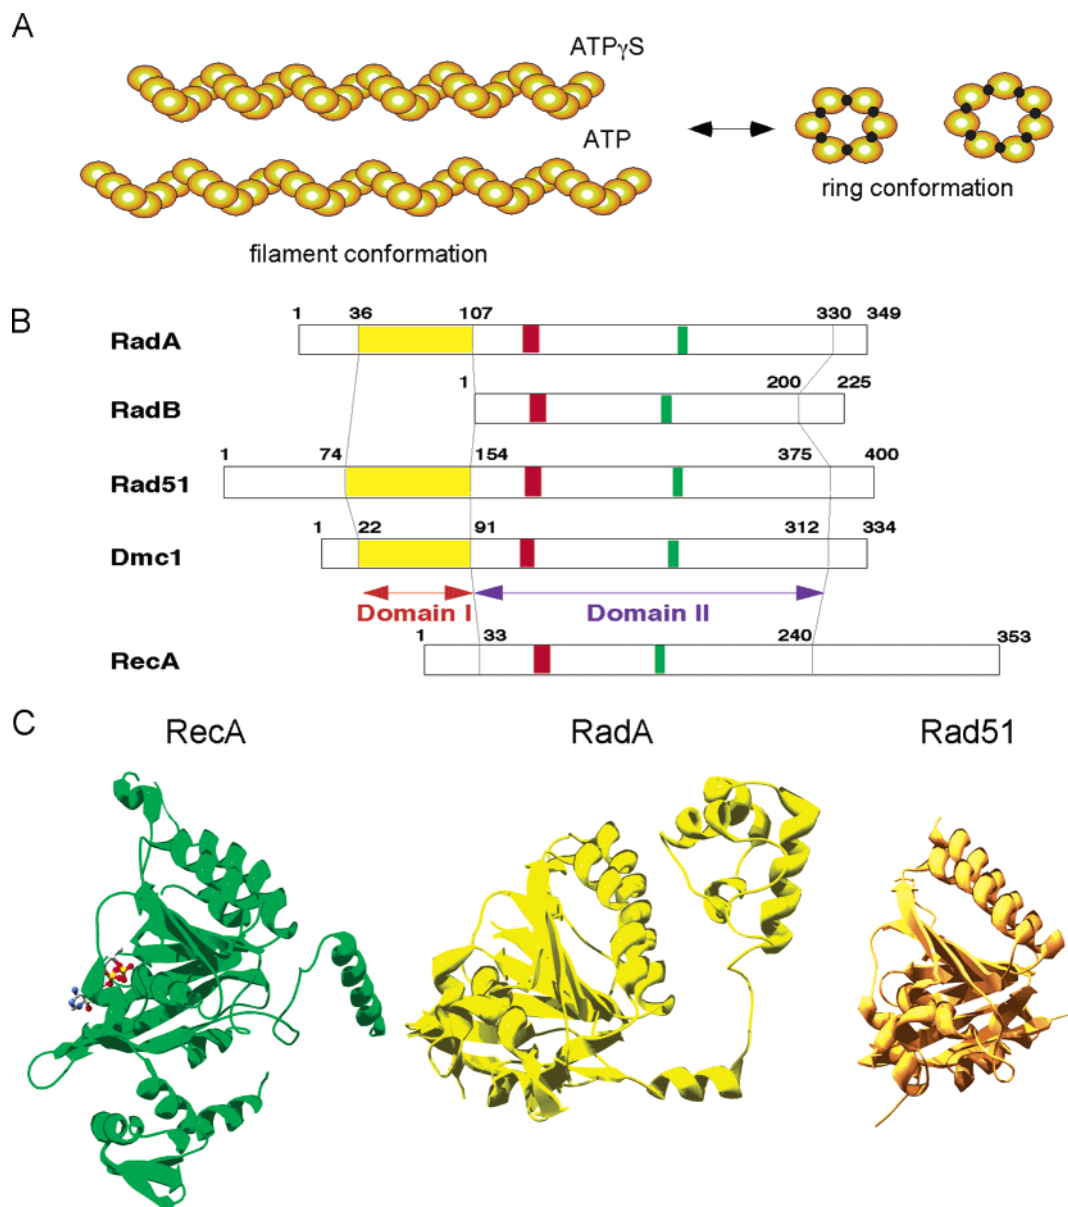 A
ATPγS
ATP
ring conformation
filament conformation
B
1 36 107 330 349
RadA
1 200 225
RadB
1 74 154 375 400
Rad51
1 22 91 312 334
Dmc1
Domain I Domain II
1 33 240 353
RecA
C
RecA RadA Rad51